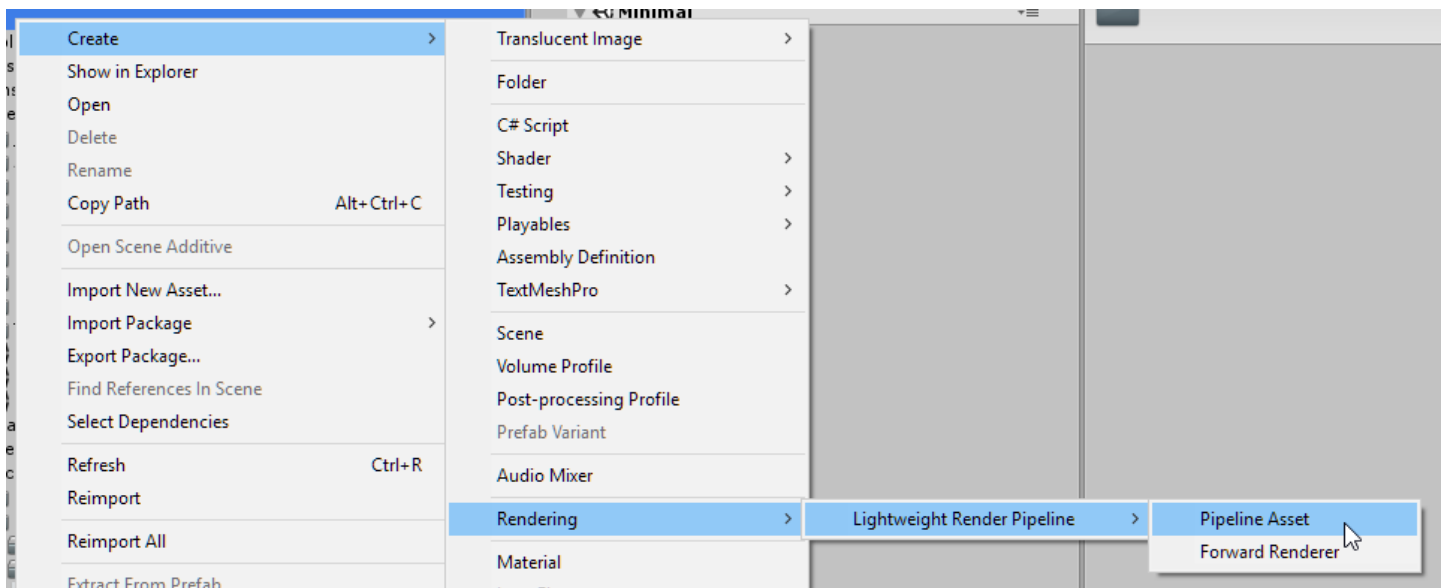 Minimal
Create
Show in Explorer
Open
Delete
Rename
Copy Path Alt+Ctrl+C
Open Scene Additive
Import New Asset...
Import Package
Export Package...
Find References In Scene
Select Dependencies
Refresh Ctrl+R
Reimport
Reimport All
Extract From Prefab
Translucent Image
Folder
C# Script
Shader
Testing
Playables
Assembly Definition
TextMeshPro
Scene
Volume Profile
Post-processing Profile
Prefab Variant
Audio Mixer
Rendering
Material
Lightweight Render Pipeline
Pipeline Asset
Forward Renderer